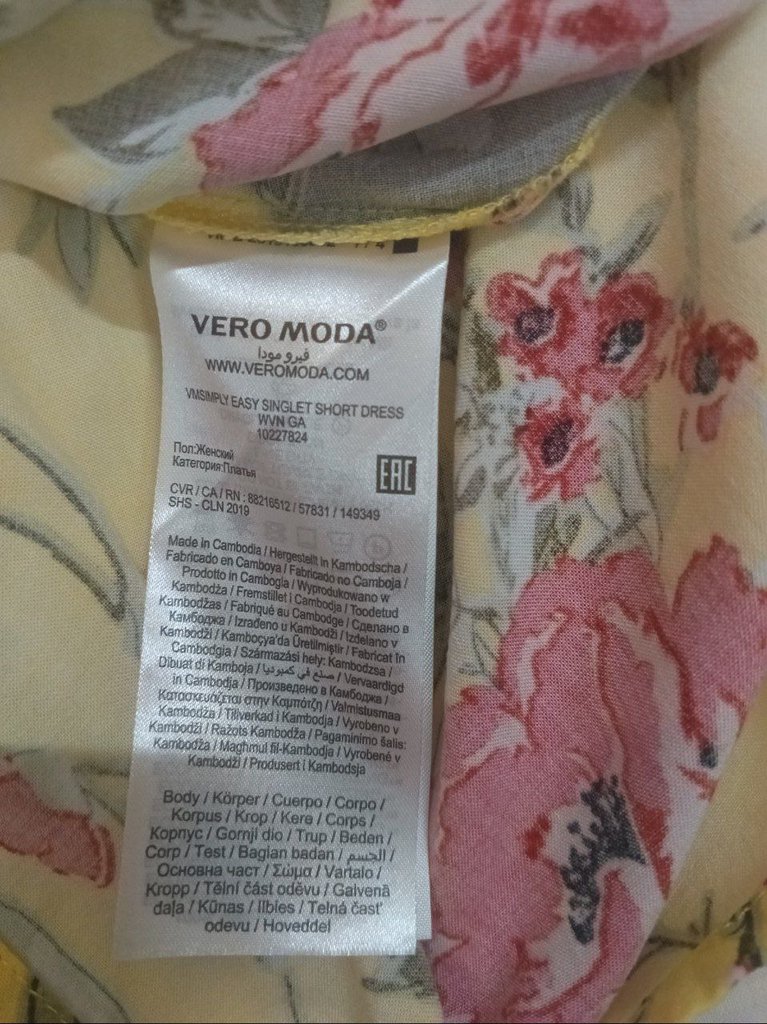 VERO MODA®
فيرو مودا
WWW.VEROMODA.COM
VMSIMPLY EASY SINGLET SHORT DRESS
WVN GA
10227824
Пол:Женский
Категория:Платья
EAC
CVR / CA / RN : 88216512 / 57831 / 149349
SHS - CLN 2019
Made in Cambodia / Hergestellt in Kambodscha /
Fabricado en Camboya / Fabricado no Camboja /
Prodotto in Cambogia / Wyprodukowano w
Kambodża / Fremstillet i Cambodja / Toodetud
Kambodžas / Fabriqué au Cambodge / Сделано в
Камбоджа / Izrađeno u Kambodži / Izdelano v
Kambodži / Kamboçya'da Üretilmiştir / Fabricat în
Cambodgia / Származási hely: Kambodzsa /
Dibuat di Kamboja / صنع في كمبوديا / Vervaardigd
in Cambodja / Произведено в Камбоджа /
Κατασκευάζεται στην Καμπότζη / Valmistusmaa
Kambodža / Tillverkad i Kambodja / Vyrobeno v
Kambodži / Ražots Kambodža / Pagaminimo šalis:
Kambodža / Magħmul fil-Kambodja / Vyrobené v
Kambodži / Produsert i Kambodsja
Body / Körper / Cuerpo / Corpo /
Korpus / Krop / Kere / Corps /
Корпус / Gornji dio / Trup / Beden /
Corp / Test / Bagian badan / الجسم /
Основна част / Σώμα / Vartalo /
Kropp / Tělní část oděvu / Galvenā
daļa / Kūnas / Ilbies / Telná časť
odevu / Hoveddel